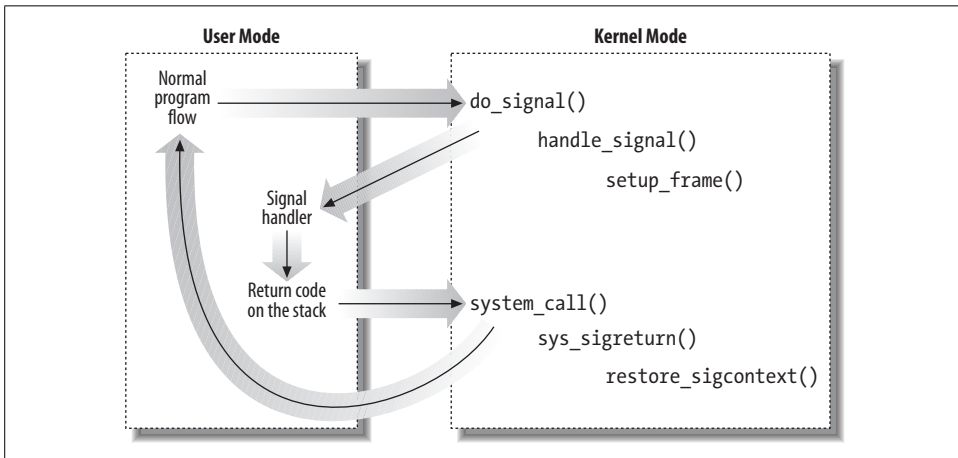 User Mode
Kernel Mode
Normal
program
flow
do_signal()
handle_signal()
setup_frame()
Signal
handler
Return code
on the stack
system_call()
sys_sigreturn()
restore_sigcontext()